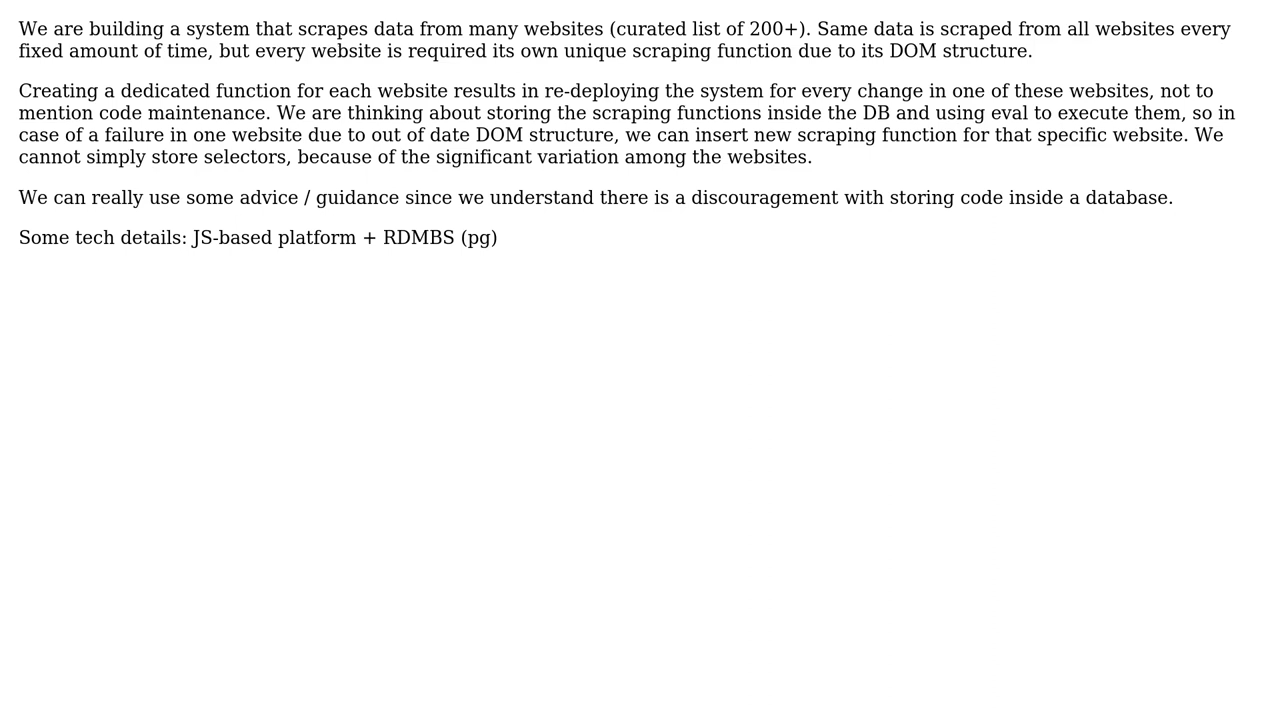 We are building a system that scrapes data from many websites (curated list of 200+). Same data is scraped from all websites every
fixed amount of time, but every website is required its own unique scraping function due to its DOM structure.
Creating a dedicated function for each website results in re-deploying the system for every change in one of these websites, not to
mention code maintenance. We are thinking about storing the scraping functions inside the DB and using eval to execute them, so in
case of a failure in one website due to out of date DOM structure, we can insert new scraping function for that specific website. We
cannot simply store selectors, because of the significant variation among the websites.
We can really use some advice / guidance since we understand there is a discouragement with storing code inside a database.
Some tech details: JS-based platform + RDMBS (pg)